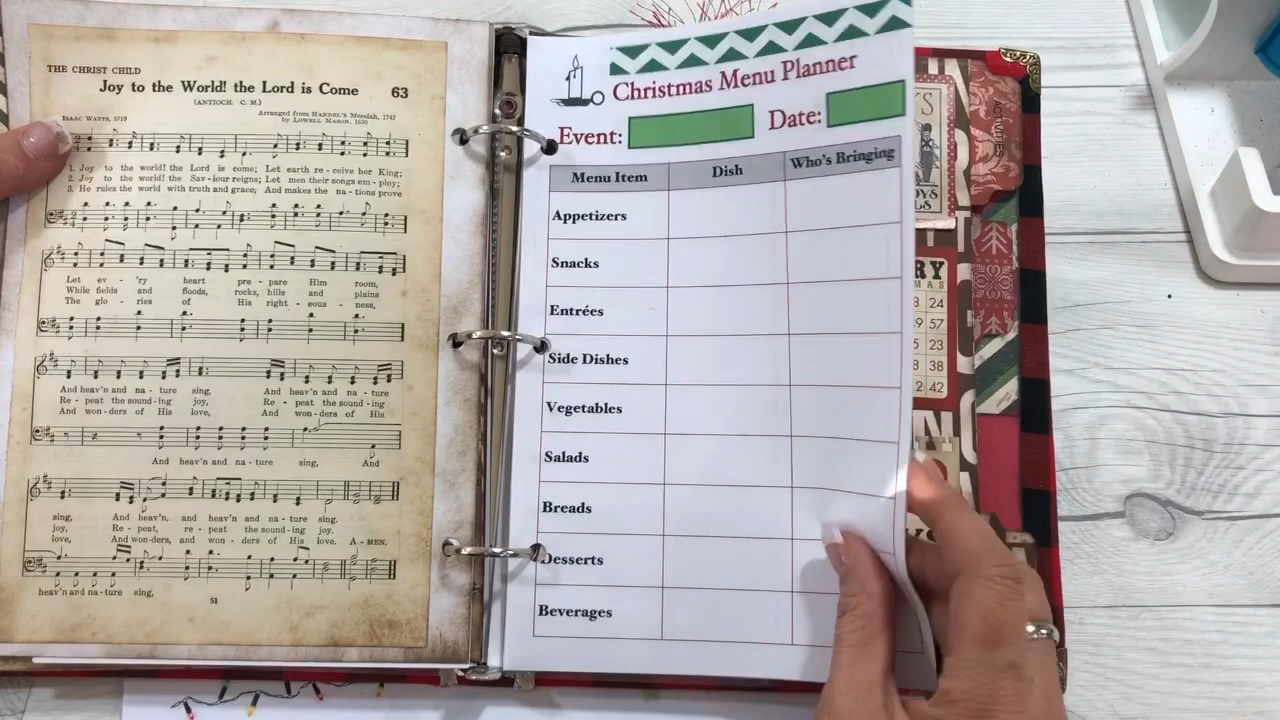 THE CHRIST CHILD
Joy to the World! the Lord is Come 63
(ANTIOCH. C. M.)
ISAAC WATTS, 1719
Arranged from HANDEL'S Messiah, 1742
by LOWELL MASON, 1830
1. Joy to the world! the Lord is come; Let earth re - ceive her King;
2. Joy to the world! the Sav - iour reigns; Let men their songs em - ploy;
3. He rules the world with truth and grace, And makes the na - tions prove
Let ev - 'ry heart pre - pare Him room,
While fields and floods, rocks, hills and plains
The glo - ries of His right - eous - ness,
And heav'n and na - ture sing, And heav'n and na - ture
Re - peat the sound - ing joy, Re - peat the sound - ing
And won - ders of His love, And won - ders of His
And heav'n and na - ture sing, And
sing, And heav'n, and heav'n and na - ture sing.
joy, Re - peat, re - peat the sound - ing joy.
love, And won-ders, and won - ders of His love. A - MEN.
heav'n and na - ture sing,
51
Christmas Menu Planner
Event: Date:
Menu Item Dish Who's Bringing
Appetizers
Snacks
Entrées
Side Dishes
Vegetables
Salads
Breads
Desserts
Beverages
ACTIVITIES
24
57
23
38
42